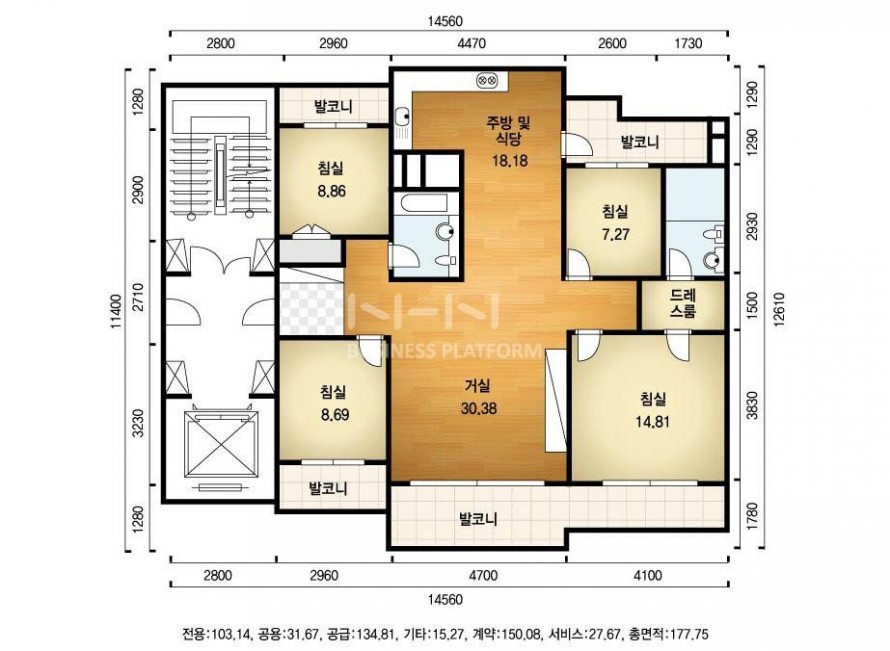 14560
2800 2960 4470 2600 1730
발코니
주방 및
식당
18.18
발코니
침실
8.86
침실
7.27
드레
스룸
N-HN
BUSINESS PLATFORM
거실
30.38
침실
8.69
침실
14.81
발코니
발코니
1280
2900
2710
3230
1280
11400
1290
1290
2930
1500
3830
1780
12610
2800 2960 4700 4100
14560
전용:103.14, 공용:31.67, 공급:134.81, 기타:15.27, 계약:150.08, 서비스:27.67, 총면적:177.75